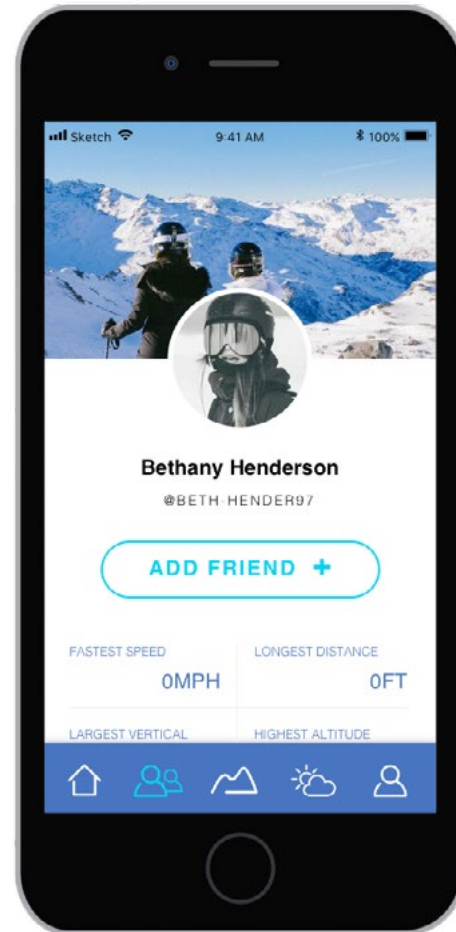 Sketch 9:41 AM 100%
Bethany Henderson
@BETH-HENDER97
ADD FRIEND +
FASTEST SPEED LONGEST DISTANCE
0MPH 0FT
LARGEST VERTICAL HIGHEST ALTITUDE